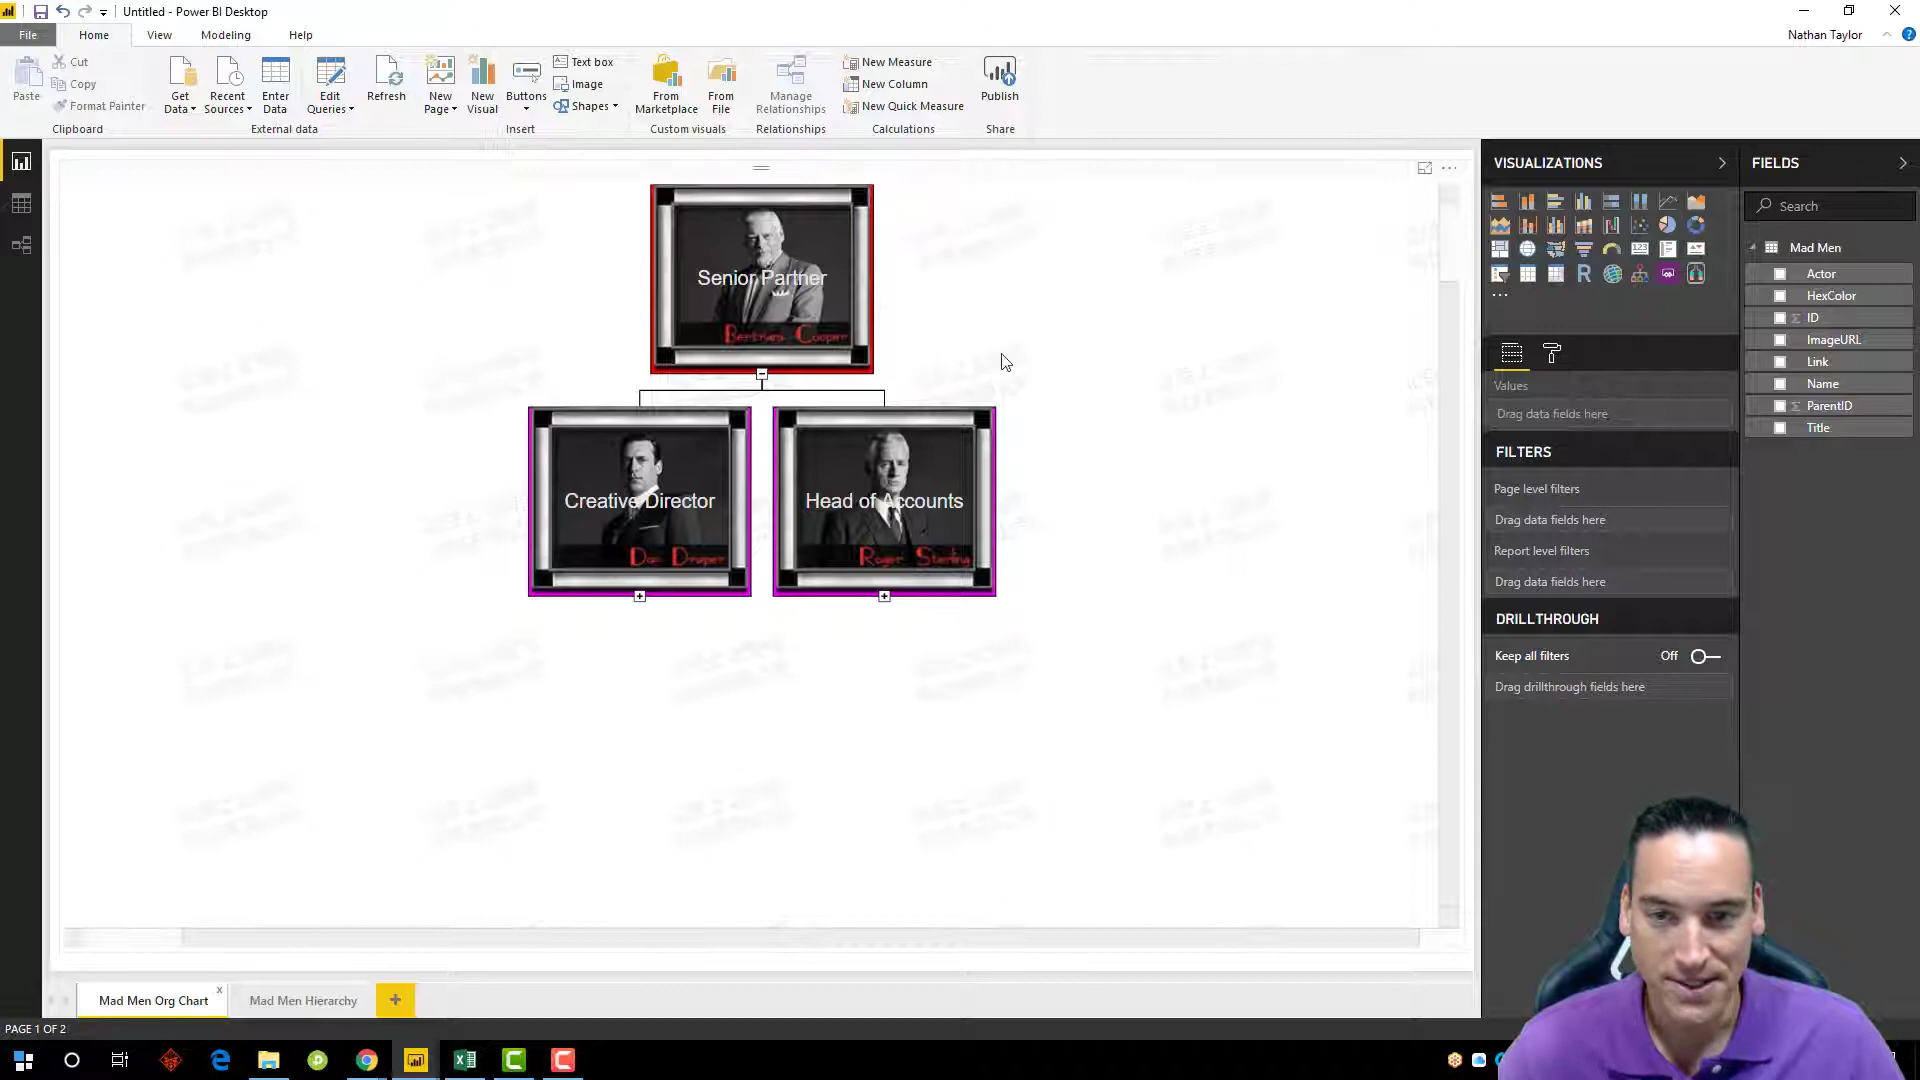 Untitled - Power BI Desktop
File Home View Modeling Help
Nathan Taylor
Paste
Cut
Copy
Format Painter
Clipboard
Get Data
Recent Sources
Enter Data
Edit Queries
Refresh
External data
New Page
New Visual
Buttons
Text box
Image
Shapes
Insert
From Marketplace
From File
Custom visuals
Manage Relationships
Relationships
New Measure
New Column
New Quick Measure
Calculations
Publish
Share
Senior Partner
Bertram Cooper
Creative Director
Don Draper
Head of Accounts
Roger Sterling
VISUALIZATIONS
Values
Drag data fields here
FILTERS
Page level filters
Drag data fields here
Report level filters
Drag data fields here
DRILLTHROUGH
Keep all filters
Off
Drag drillthrough fields here
FIELDS
Search
Mad Men
Actor
HexColor
ID
ImageURL
Link
Name
ParentID
Title
Mad Men Org Chart
Mad Men Hierarchy
PAGE 1 OF 2